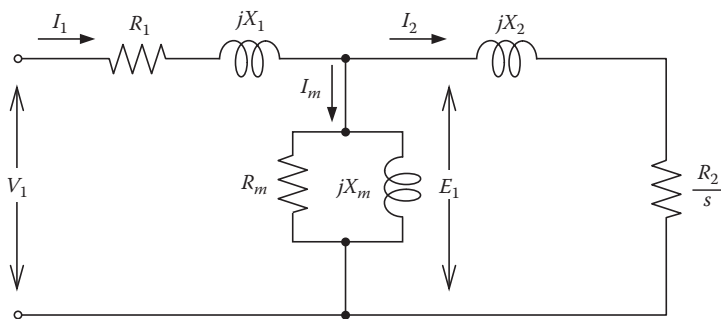 I₁
R₁
jX₁
I₂
jX₂
Iₘ
V₁
Rₘ
jXₘ
E₁
R₂
s